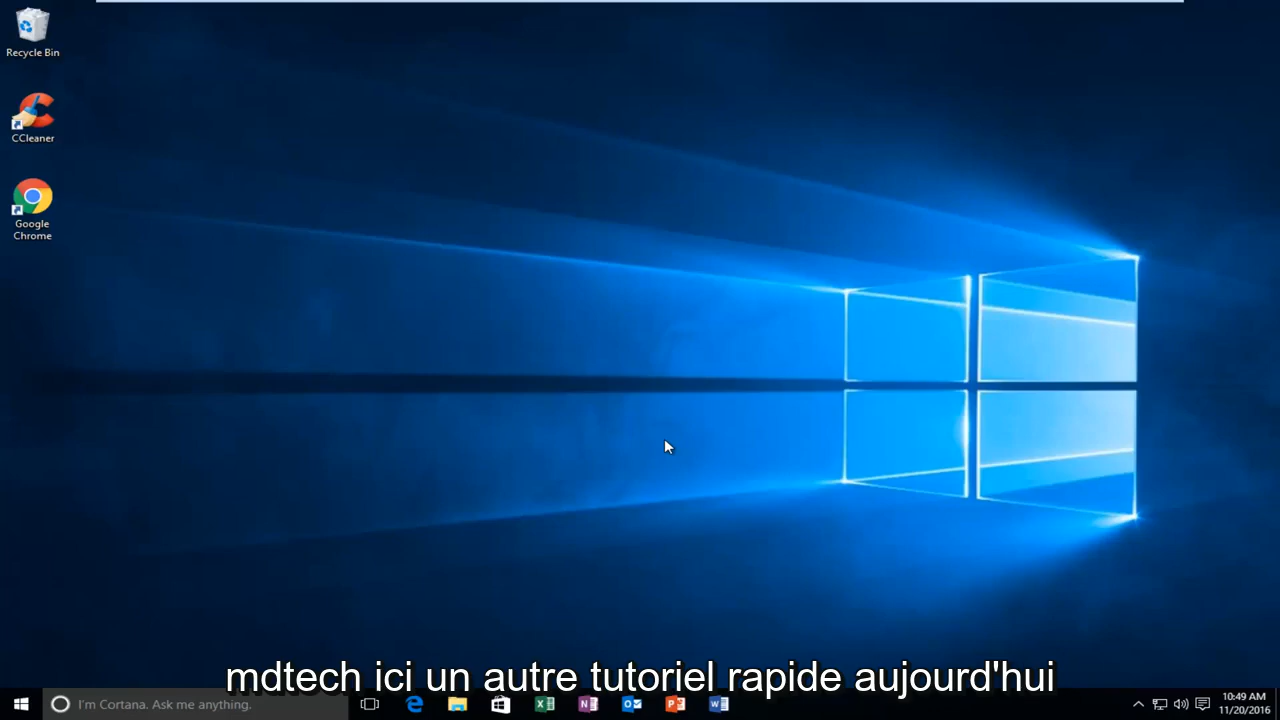 Recycle Bin
CCleaner
Google
Chrome
mdtech ici un autre tutoriel rapide aujourd'hui
I'm Cortana. Ask me anything.
10:49 AM
11/20/2016